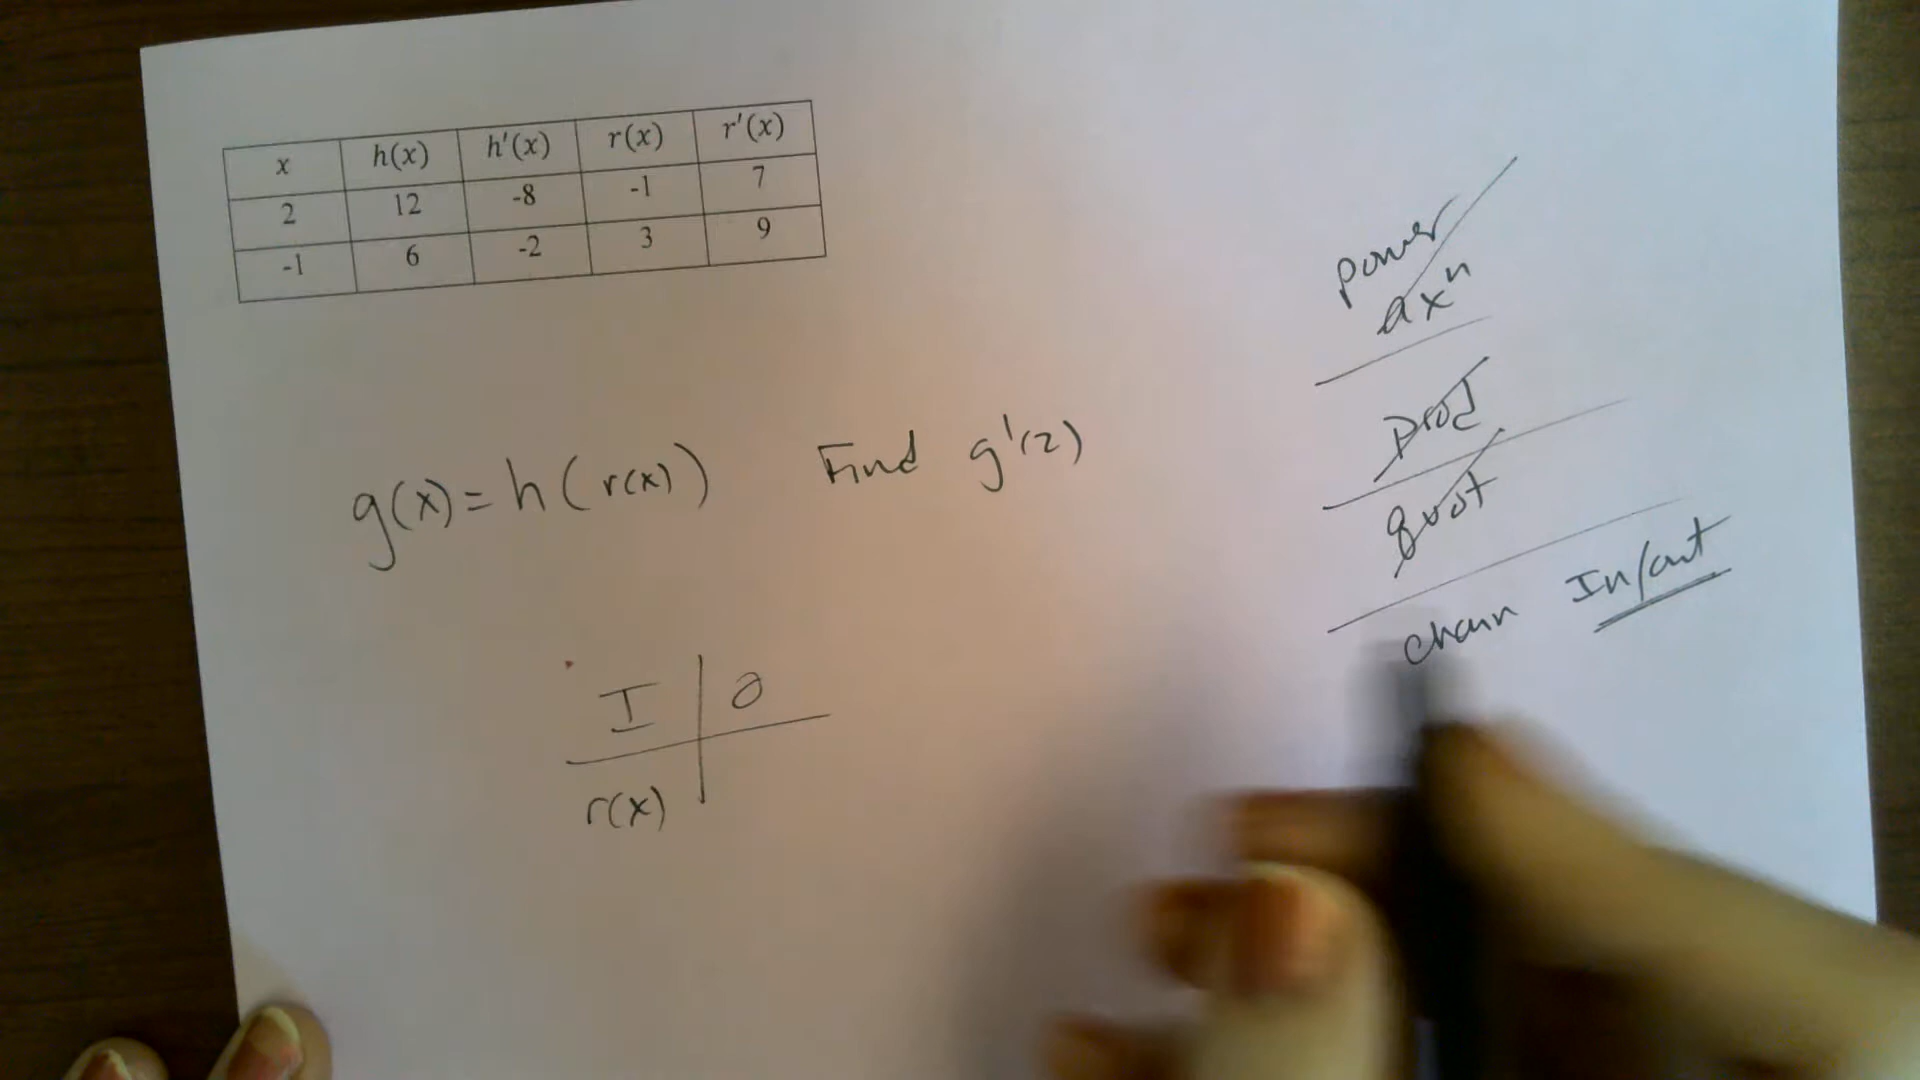 x h(x) h'(x) r(x) r'(x)
2 12 -8 -1 7
-1 6 -2 3 9
g(x) = h(r(x)) Find g'(2)
I O
r(x)
power
ax^n
prod
quot
chain In/out